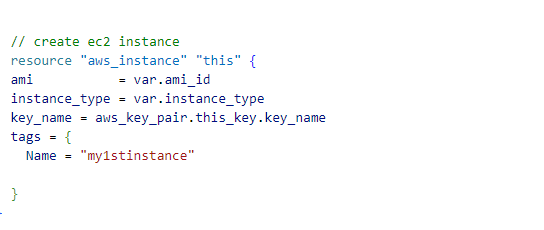 // create ec2 instance
resource "aws_instance" "this" {
ami           = var.ami_id
instance_type = var.instance_type
key_name = aws_key_pair.this_key.key_name
tags = {
  Name = "my1stinstance"

}